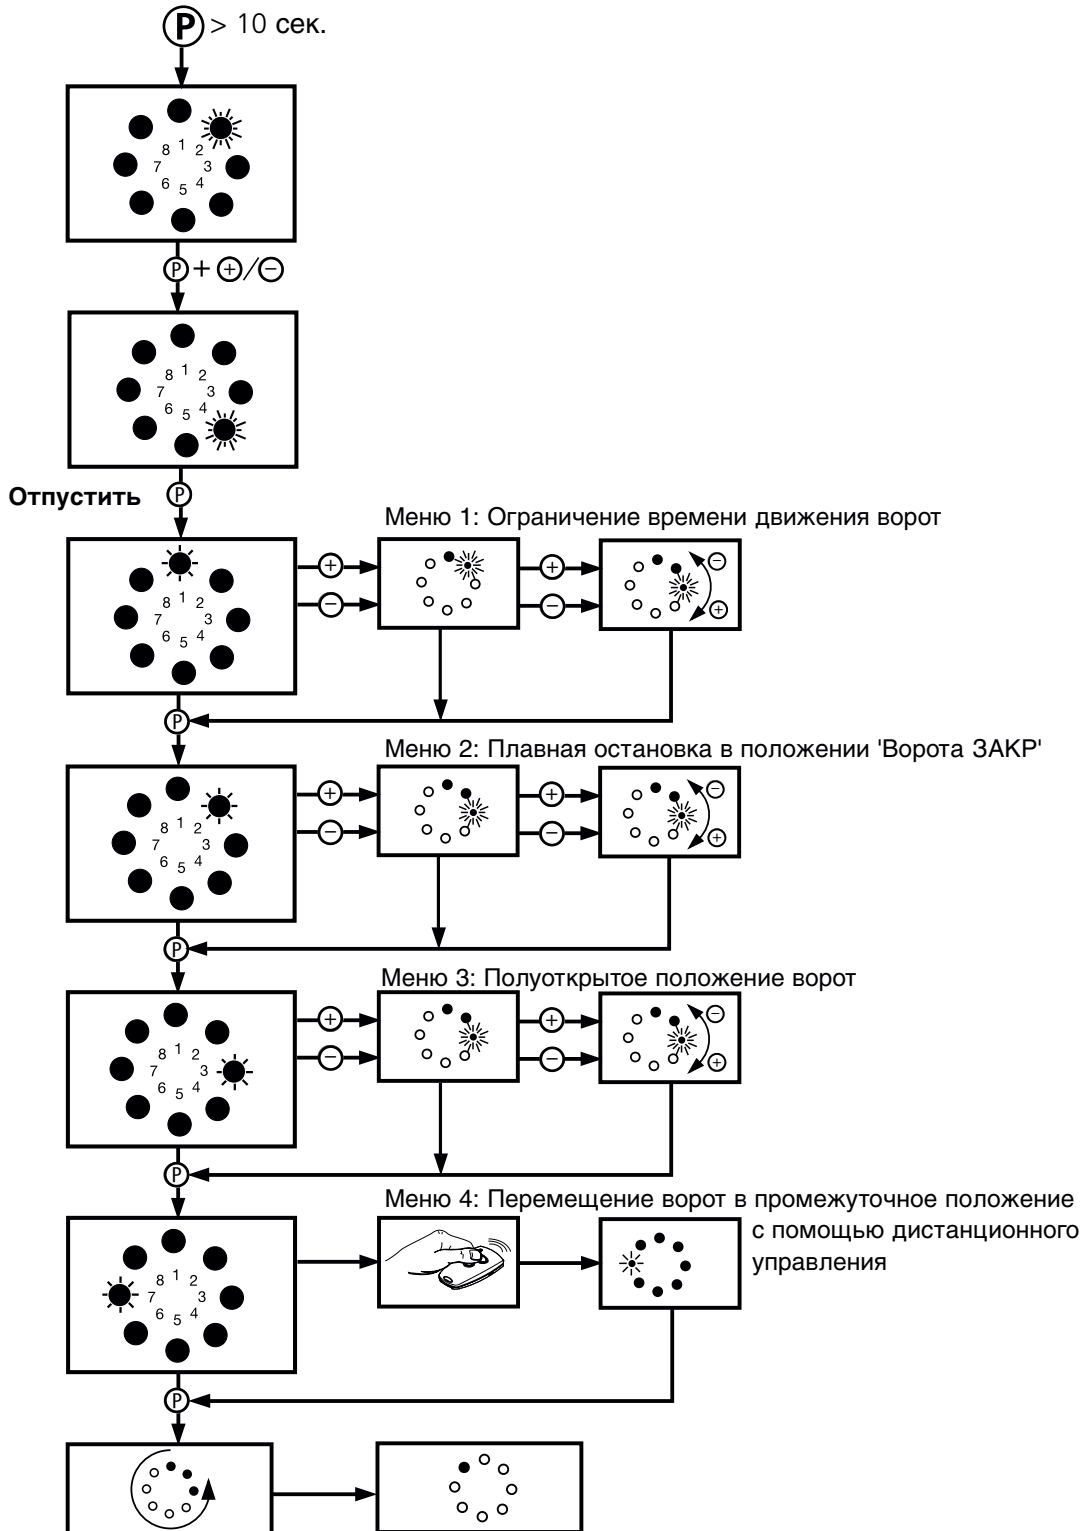 P > 10 сек.
1 2 3 4 5 6 7 8
P + + / −
1 2 3 4 5 6 7 8
Отпустить P
Меню 1: Ограничение времени движения ворот
1 2 3 4 5 6 7 8
+ + −
− − +
P
Меню 2: Плавная остановка в положении 'Ворота ЗАКР'
1 2 3 4 5 6 7 8
+ + −
− − +
P
Меню 3: Полуоткрытое положение ворот
1 2 3 4 5 6 7 8
+ + −
− − +
P
Меню 4: Перемещение ворот в промежуточное положение
с помощью дистанционного
управления
1 2 3 4 5 6 7 8
P